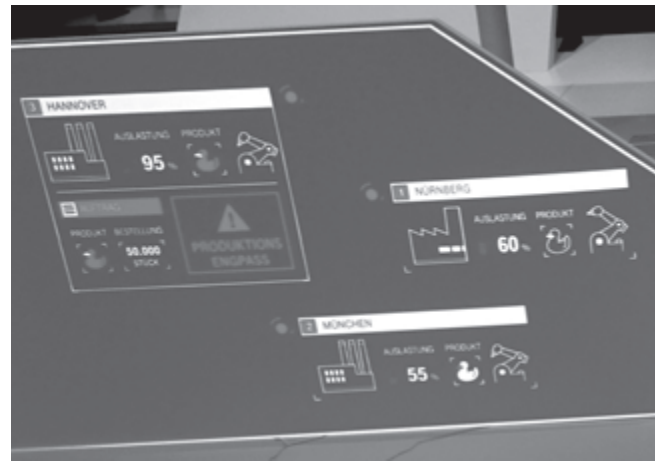 3 HANNOVER
AUSLASTUNG PRODUKT
95 %
AUFTRAG
PRODUKT BESTELLUNG
50.000
STÜCK
PRODUKTIONS
ENGPASS
1 NÜRNBERG
AUSLASTUNG PRODUKT
60 %
2 MÜNCHEN
AUSLASTUNG PRODUKT
55 %